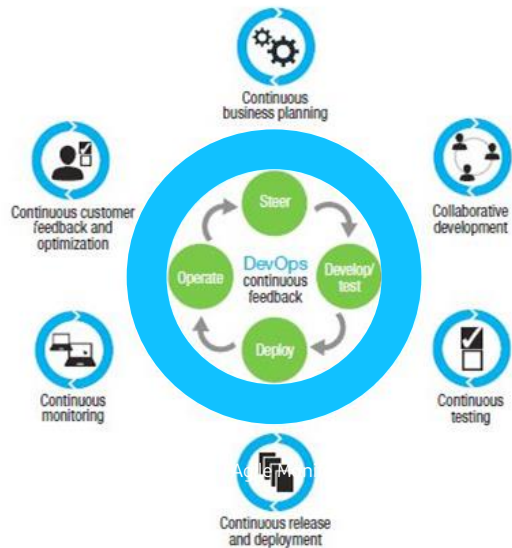 Continuous
business planning
Continuous customer
feedback and
optimization
Collaborative
development
Steer
DevOps
continuous
feedback
Operate
Develop/
test
Deploy
Continuous
monitoring
Continuous
testing
Agile
Continuous release
and deployment